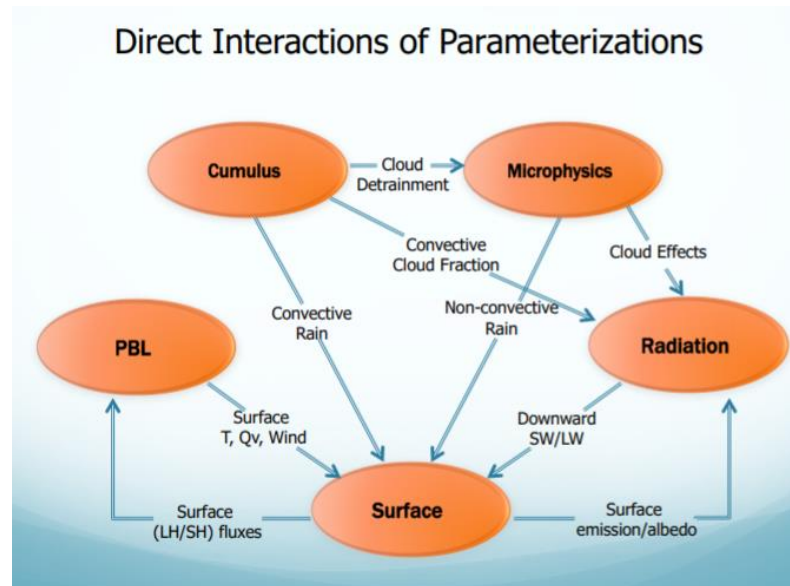 Direct Interactions of Parameterizations
Cumulus
Cloud
Detrainment
Microphysics
Convective
Cloud Fraction
Cloud Effects
Convective
Rain
Non-convective
Rain
PBL
Radiation
Surface
T, Qv, Wind
Downward
SW/LW
Surface
(LH/SH) fluxes
Surface
Surface
emission/albedo